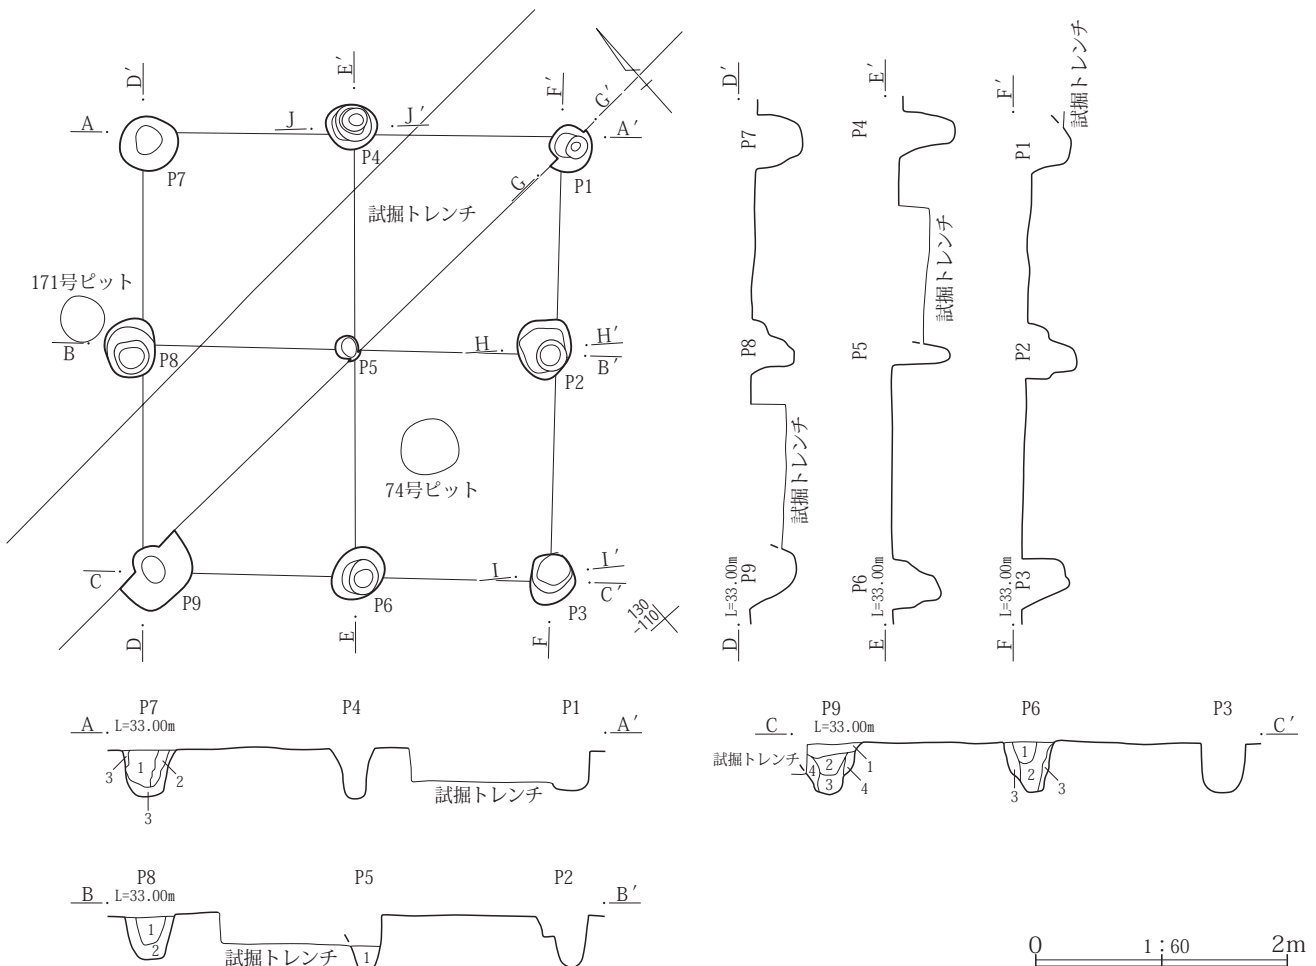 D′
E′
F′
G′
A
J
J′
A′
P7
P4
P1
G
試掘トレンチ
171号ピット
B
P8
P5
H
H′
B′
P2
74号ピット
C
P9
P6
I
I′
C′
P3
130
-110
D
E
F
D′
E′
F′
試掘トレンチ
P7
P4
P1
試掘トレンチ
P8
P5
P2
試掘トレンチ
P9
L=33.00m
P6
L=33.00m
P3
L=33.00m
D
E
F
P7
P4
P1
A
L=33.00m
A′
3
1
2
3
試掘トレンチ
P9
P6
P3
C
L=33.00m
C′
試掘トレンチ
1
2
3
4
4
1
2
3
3
P8
P5
P2
B
L=33.00m
B′
1
2
試掘トレンチ
1
0
1:60
2m